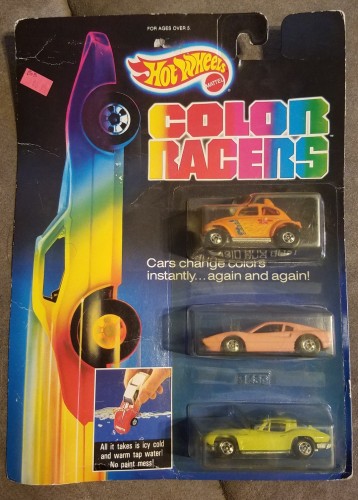 FOR AGES OVER 5
Hot Wheels
MATTEL
COLOR
RACERS
Cars change colors
instantly...again and again!
All it takes is icy cold
and warm tap water!
No paint mess!